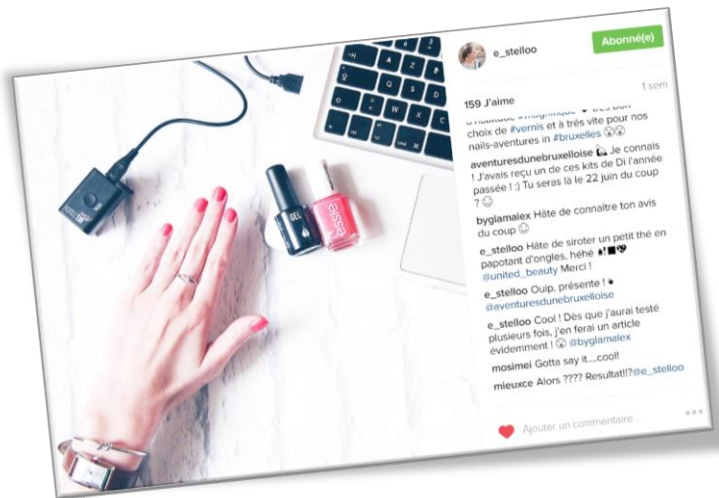 e_stelloo
Abonné(e)
159 J'aime
1 sem
choix de #vernis et à très vite pour nos
nails-aventures in #bruxelles
aventuresdunebruxelloise Je connais
! J'avais reçu un de ces kits de Di l'année
passée ! :) Tu seras là le 22 juin du coup
?
byglamalex Hâte de connaître ton avis
du coup
e_stelloo Hâte de siroter un petit thé en
papotant d'ongles, héhé
@united_beauty Merci !
e_stelloo Ouip, présente !
@aventuresdunebruxelloise
e_stelloo Cool ! Dès que j'aurai testé
plusieurs fois, j'en ferai un article
évidemment ! @byglamalex
mosimei Gotta say it....cool!
mieuxce Alors ???? Resultat!!?@e_stelloo
Ajouter un commentaire...
GEL
essie